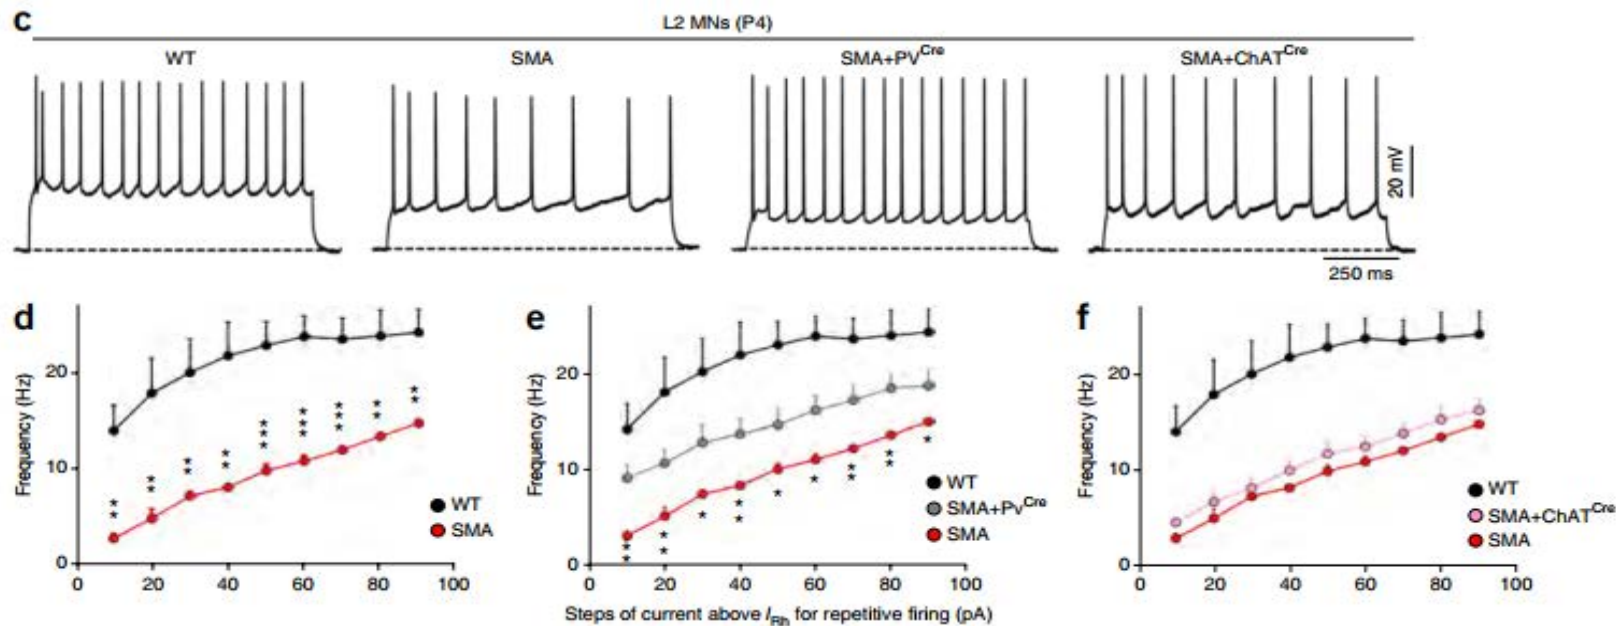 c
L2 MNs (P4)
WT SMA SMA+PV^Cre SMA+ChAT^Cre
20 mV
250 ms
d
Frequency (Hz)
20
10
0
0 20 40 60 80 100
** ** ** ** *** *** *** ** **
WT
SMA
e
Frequency (Hz)
20
10
0
0 20 40 60 80 100
** ** * ** * * ** ** *
WT
SMA+Pv^Cre
SMA
f
Frequency (Hz)
20
10
0
0 20 40 60 80 100
WT
SMA+ChAT^Cre
SMA
Steps of current above I_Rh for repetitive firing (pA)